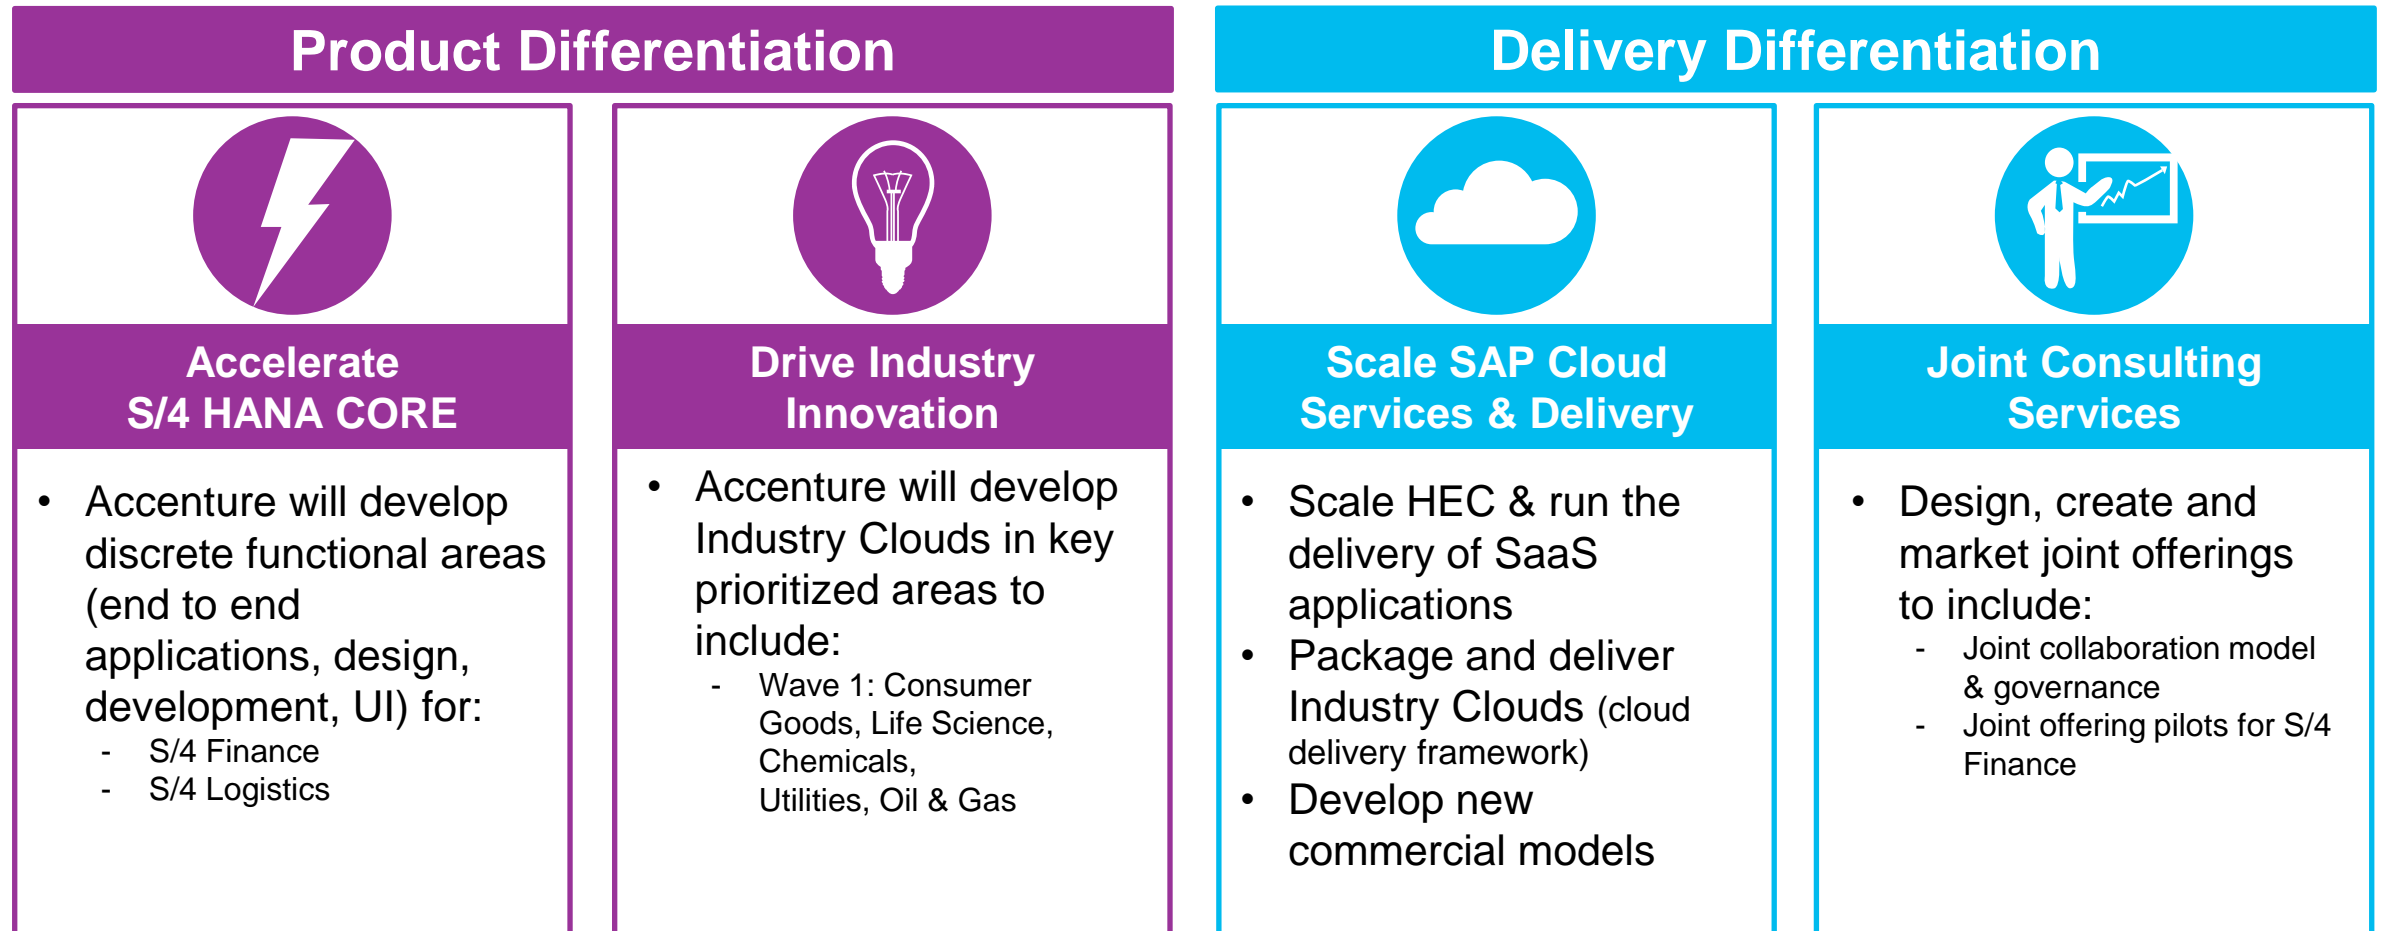 Product Differentiation
Delivery Differentiation
Accelerate
S/4 HANA CORE
• Accenture will develop
discrete functional areas
(end to end
applications, design,
development, UI) for:
- S/4 Finance
- S/4 Logistics
Drive Industry
Innovation
• Accenture will develop
Industry Clouds in key
prioritized areas to
include:
- Wave 1: Consumer
Goods, Life Science,
Chemicals,
Utilities, Oil & Gas
Scale SAP Cloud
Services & Delivery
• Scale HEC & run the
delivery of SaaS
applications
• Package and deliver
Industry Clouds (cloud
delivery framework)
• Develop new
commercial models
Joint Consulting
Services
• Design, create and
market joint offerings
to include:
- Joint collaboration model
& governance
- Joint offering pilots for S/4
Finance